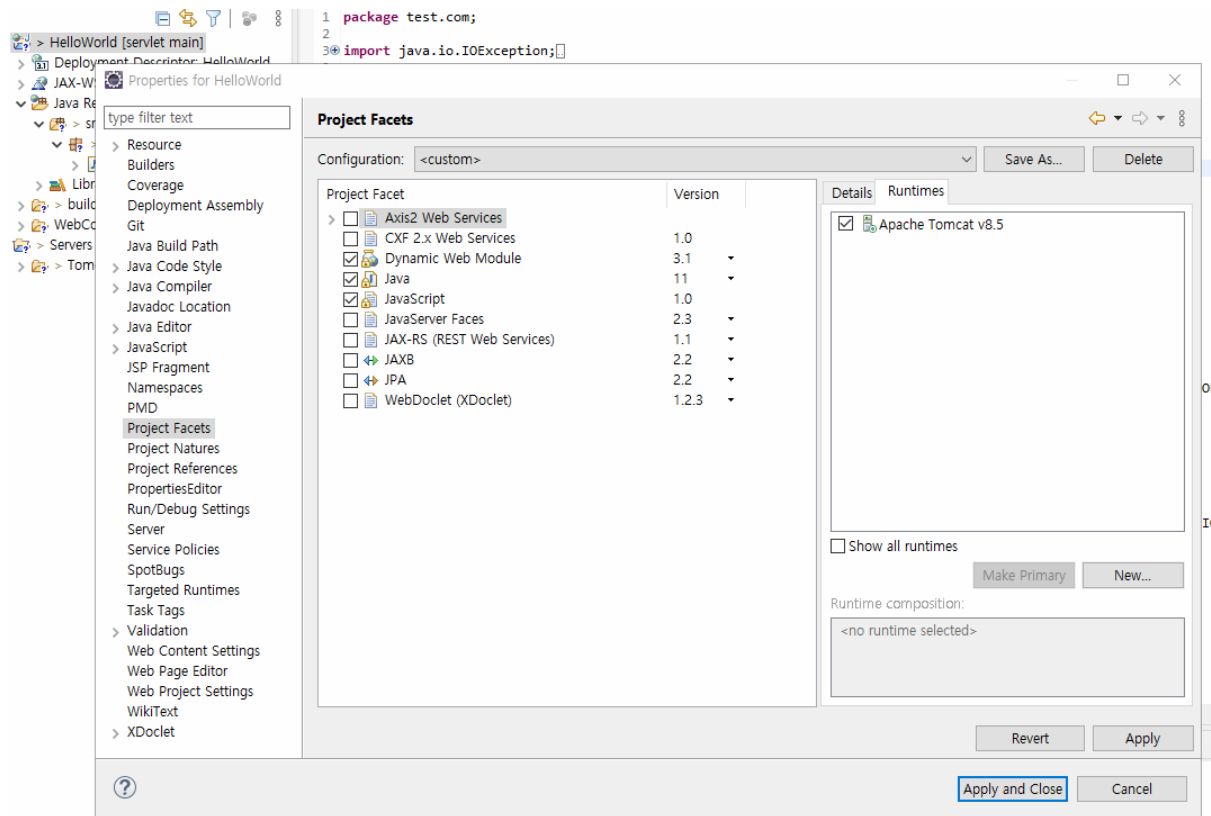 1 package test.com;
2
3 import java.io.IOException;
> HelloWorld [servlet main]
Deployment Descriptor: HelloWorld
JAX-W
Java Re
> sr
>
Libr
> build
> WebCo
> Servers
> Tom
Properties for HelloWorld
type filter text
Resource
Builders
Coverage
Deployment Assembly
Git
Java Build Path
Java Code Style
Java Compiler
Javadoc Location
Java Editor
JavaScript
JSP Fragment
Namespaces
PMD
Project Facets
Project Natures
Project References
PropertiesEditor
Run/Debug Settings
Server
Service Policies
SpotBugs
Targeted Runtimes
Task Tags
Validation
Web Content Settings
Web Page Editor
Web Project Settings
WikiText
XDoclet
Project Facets
Configuration: <custom> Save As... Delete
Project Facet Version
Axis2 Web Services
CXF 2.x Web Services 1.0
Dynamic Web Module 3.1
Java 11
JavaScript 1.0
JavaServer Faces 2.3
JAX-RS (REST Web Services) 1.1
JAXB 2.2
JPA 2.2
WebDoclet (XDoclet) 1.2.3
Details Runtimes
Apache Tomcat v8.5
Show all runtimes
Make Primary New...
Runtime composition:
<no runtime selected>
Revert Apply
Apply and Close Cancel